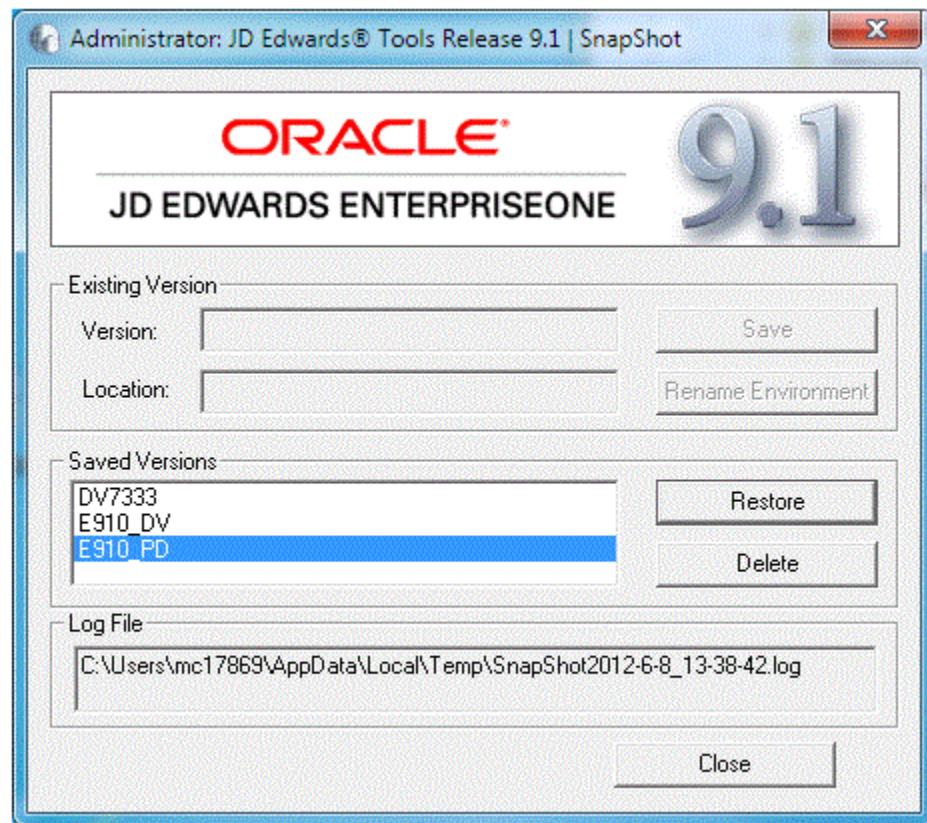 Administrator: JD Edwards® Tools Release 9.1 | SnapShot
ORACLE®
JD EDWARDS ENTERPRISEONE
9.1
Existing Version
Version:
Save
Location:
Rename Environment
Saved Versions
DV7333
E910_DV
E910_PD
Restore
Delete
Log File
C:\Users\mc17869\AppData\Local\Temp\SnapShot2012-6-8_13-38-42.log
Close